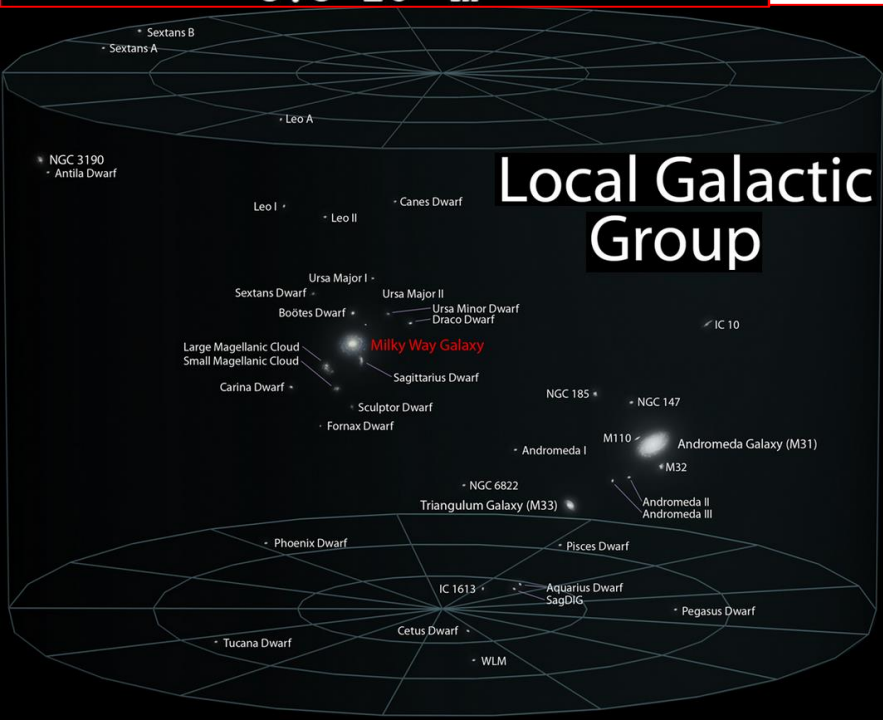 Sextans B
Sextans A
Leo A
NGC 3190
Antila Dwarf
Local Galactic
Group
Canes Dwarf
Leo I
Leo II
Ursa Major I
Sextans Dwarf
Ursa Major II
Ursa Minor Dwarf
Boötes Dwarf
Draco Dwarf
IC 10
Milky Way Galaxy
Large Magellanic Cloud
Small Magellanic Cloud
Sagittarius Dwarf
Carina Dwarf
NGC 185
NGC 147
Sculptor Dwarf
Fornax Dwarf
M110
Andromeda Galaxy (M31)
Andromeda I
M32
NGC 6822
Andromeda II
Triangulum Galaxy (M33)
Andromeda III
Phoenix Dwarf
Pisces Dwarf
IC 1613
Aquarius Dwarf
SagDIG
Pegasus Dwarf
Cetus Dwarf
Tucana Dwarf
WLM